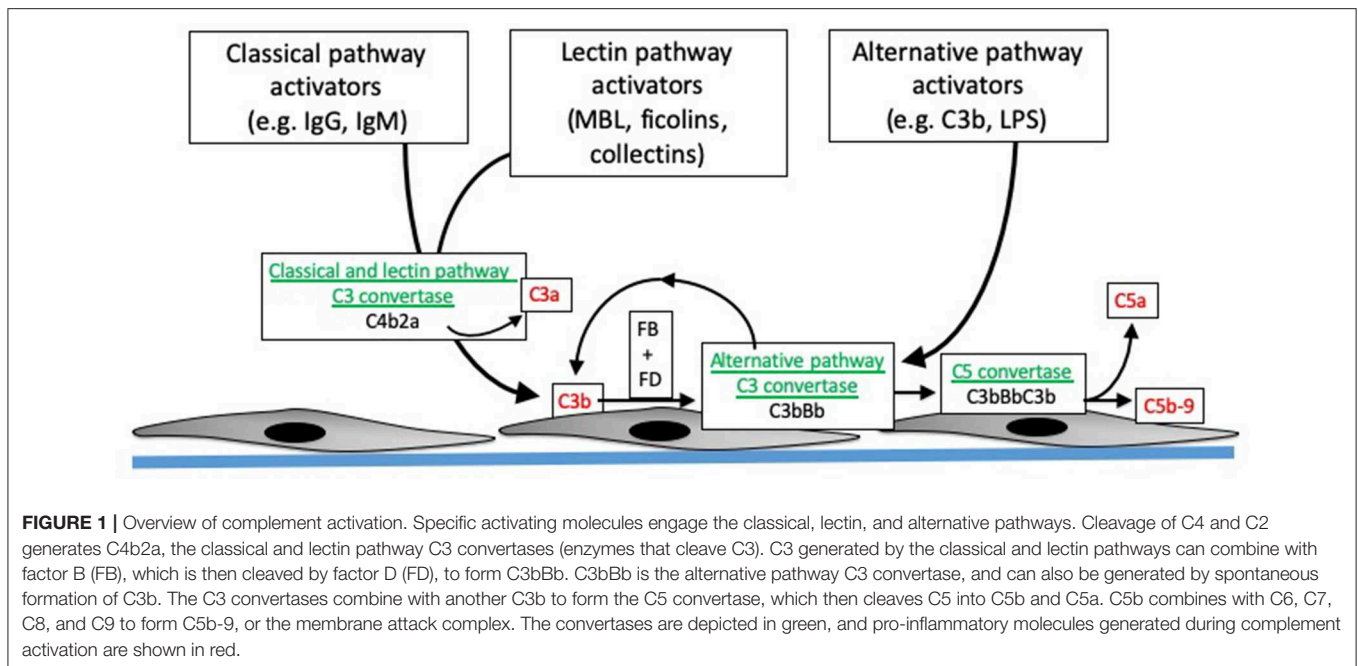 Classical pathway
activators
(e.g. IgG, IgM)
Lectin pathway
activators
(MBL, ficolins,
collectins)
Alternative pathway
activators
(e.g. C3b, LPS)
Classical and lectin pathway
C3 convertase
C4b2a
C3a
C3b
FB
+
FD
Alternative pathway
C3 convertase
C3bBb
C5 convertase
C3bBbC3b
C5a
C5b-9
FIGURE 1 | Overview of complement activation. Specific activating molecules engage the classical, lectin, and alternative pathways. Cleavage of C4 and C2
generates C4b2a, the classical and lectin pathway C3 convertases (enzymes that cleave C3). C3 generated by the classical and lectin pathways can combine with
factor B (FB), which is then cleaved by factor D (FD), to form C3bBb. C3bBb is the alternative pathway C3 convertase, and can also be generated by spontaneous
formation of C3b. The C3 convertases combine with another C3b to form the C5 convertase, which then cleaves C5 into C5b and C5a. C5b combines with C6, C7,
C8, and C9 to form C5b-9, or the membrane attack complex. The convertases are depicted in green, and pro-inflammatory molecules generated during complement
activation are shown in red.